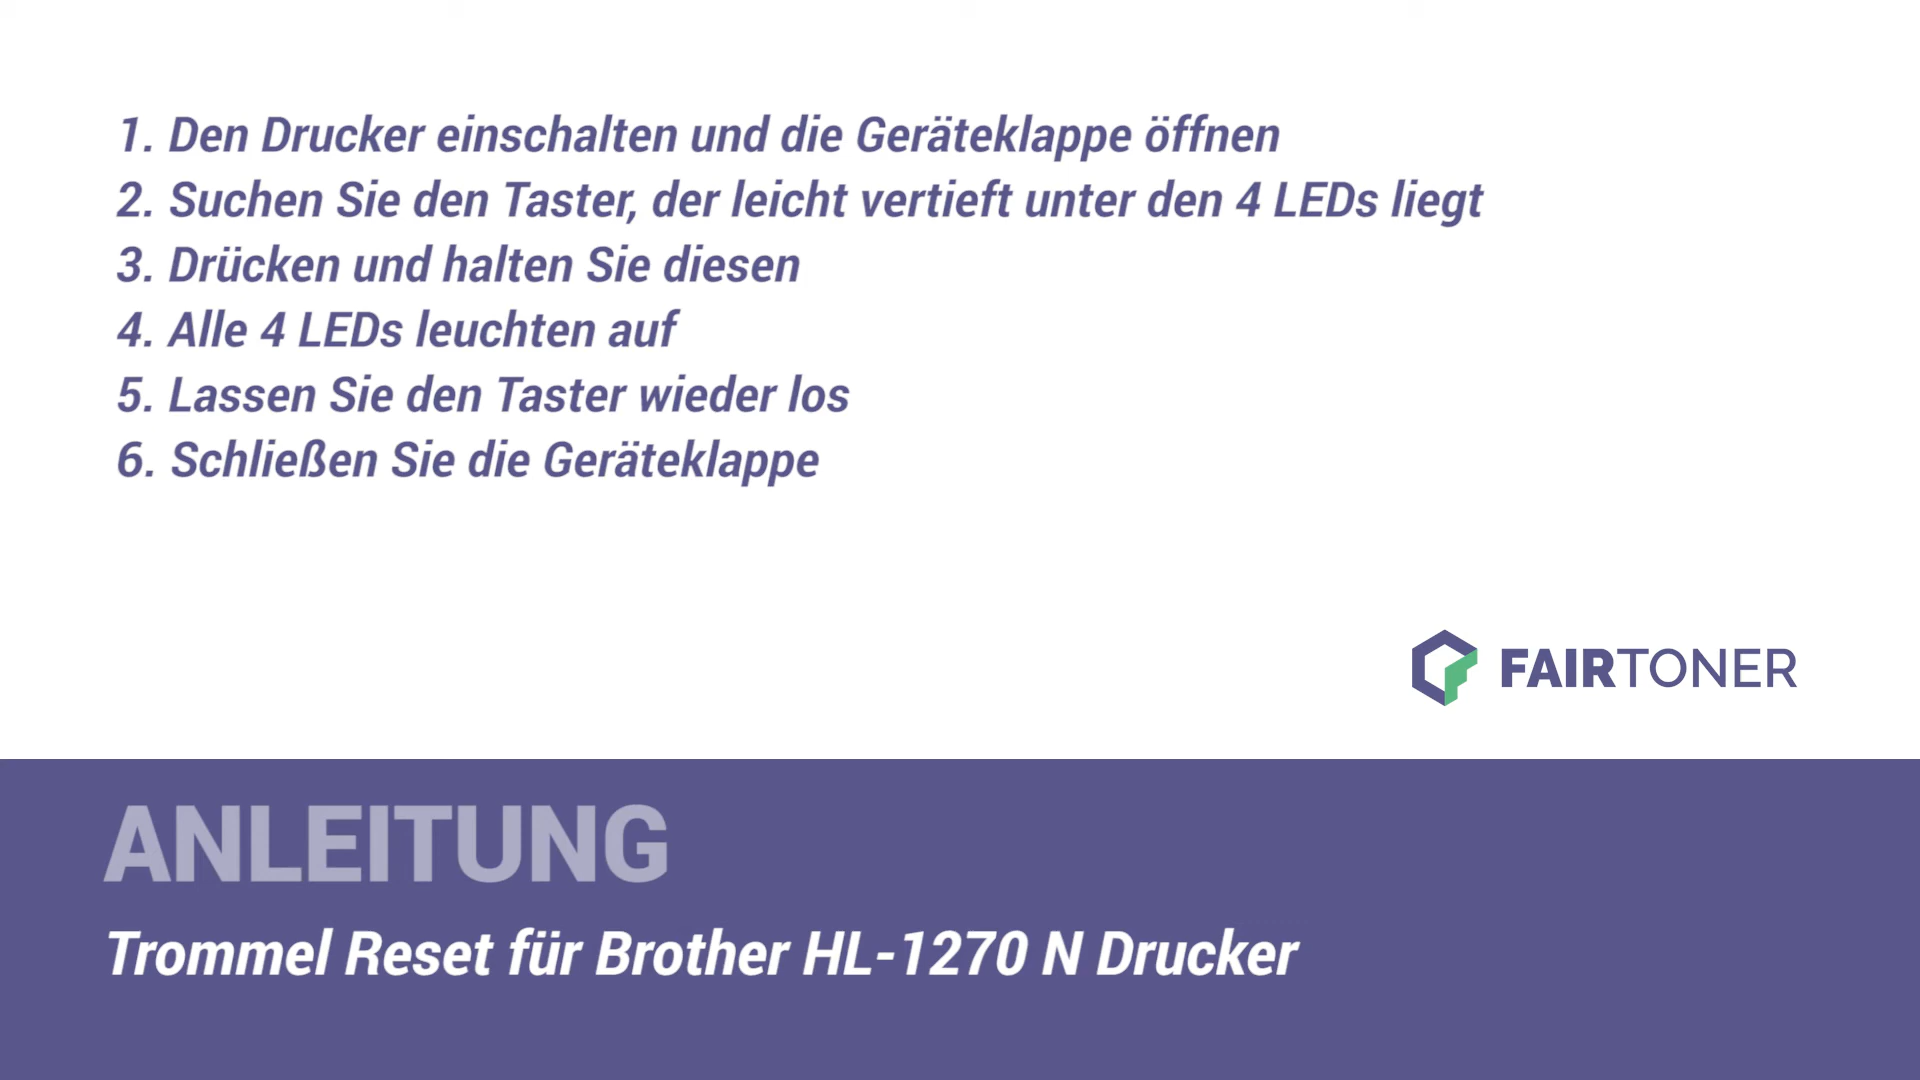 1. Den Drucker einschalten und die Geräteklappe öffnen
2. Suchen Sie den Taster, der leicht vertieft unter den 4 LEDs liegt
3. Drücken und halten Sie diesen
4. Alle 4 LEDs leuchten auf
5. Lassen Sie den Taster wieder los
6. Schließen Sie die Geräteklappe
FAIRTONER
ANLEITUNG
Trommel Reset für Brother HL-1270 N Drucker